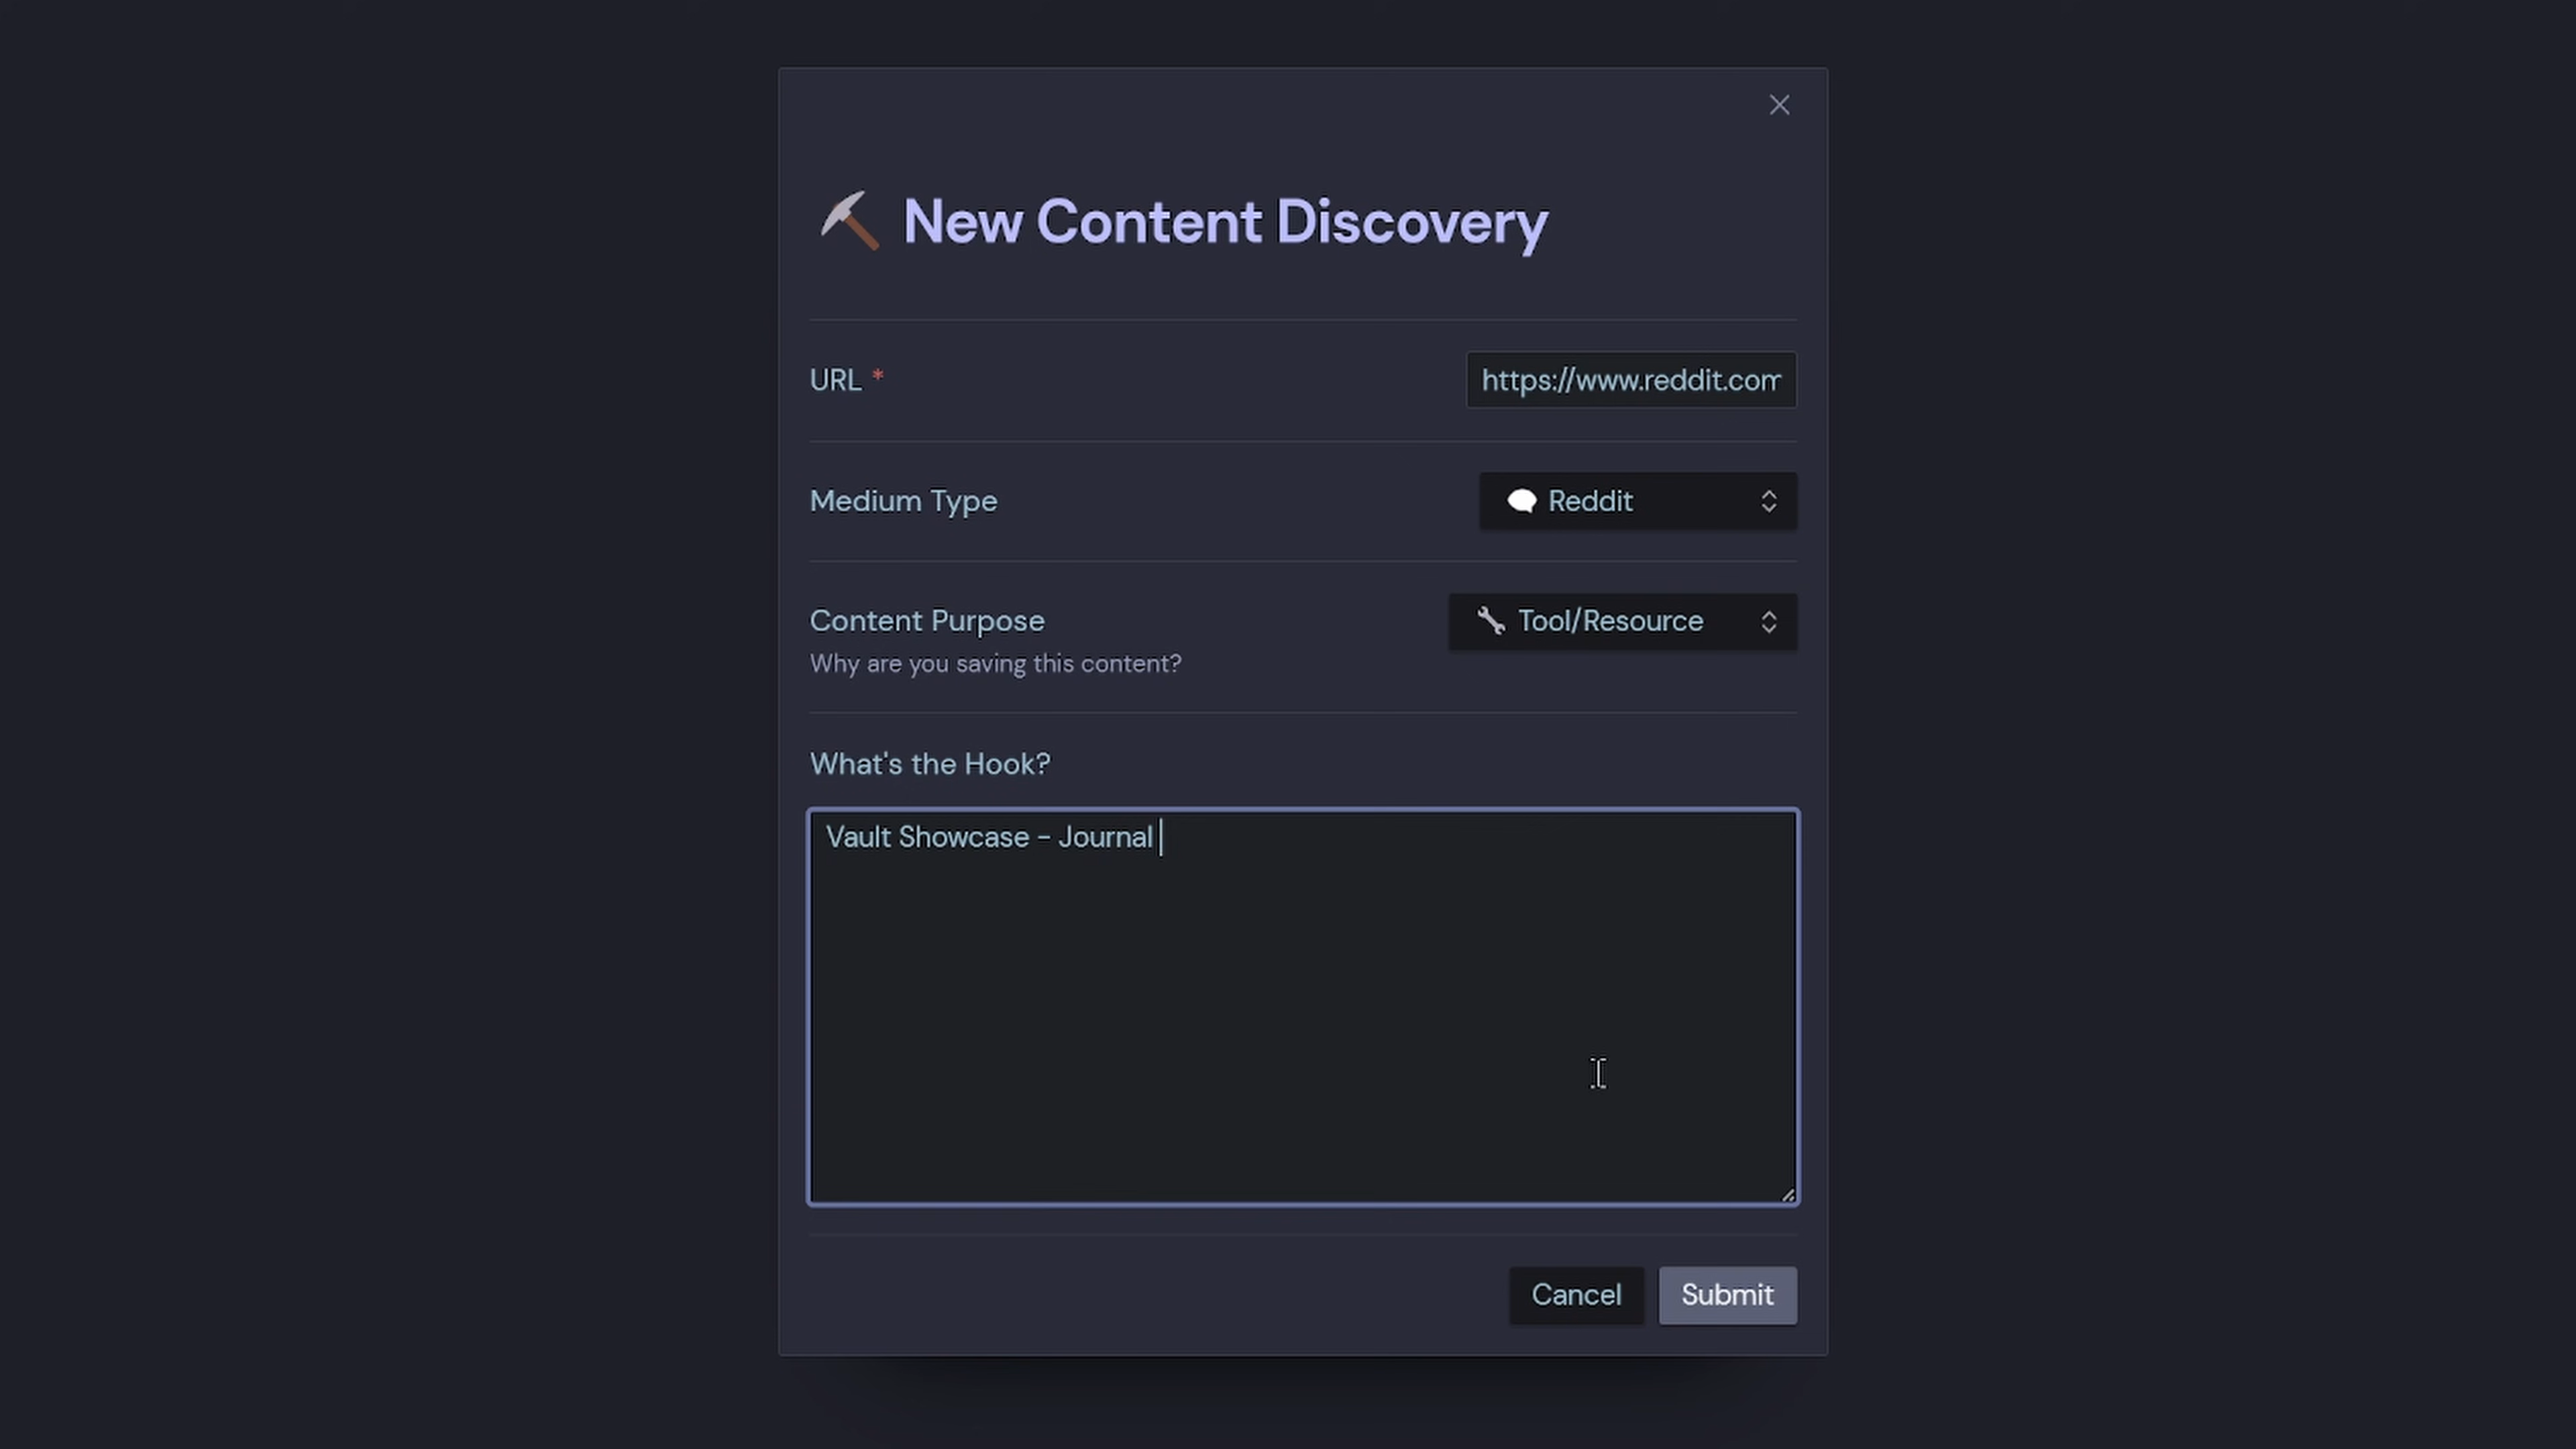 New Content Discovery
URL *
https://www.reddit.com
Medium Type
Reddit
Content Purpose
Tool/Resource
Why are you saving this content?
What's the Hook?
Vault Showcase - Journal
Cancel
Submit